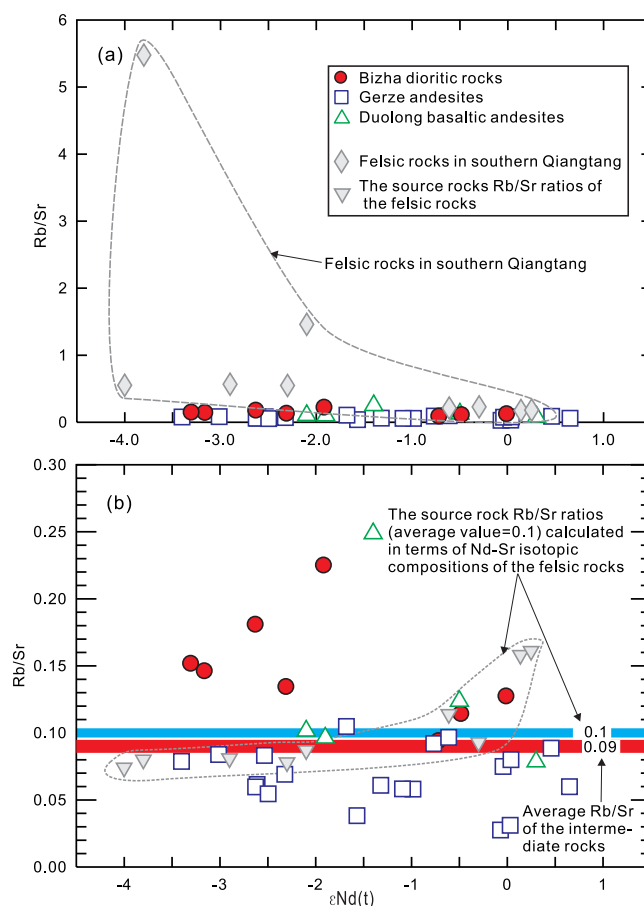 (a)
6
5
4
3
2
1
0
Rb/Sr
-4.0
-3.0
-2.0
-1.0
0.0
1.0
Bizha dioritic rocks
Gerze andesites
Duolong basaltic andesites
Felsic rocks in southern Qiangtang
The source rocks Rb/Sr ratios of
the felsic rocks
Felsic rocks in southern Qiangtang
(b)
0.30
0.25
0.20
0.15
0.10
0.05
0.00
Rb/Sr
The source rock Rb/Sr ratios
(average value=0.1) calculated
in terms of Nd-Sr isotopic
compositions of the felsic rocks
0.1
0.09
Average Rb/Sr
of the interme-
diate rocks
-4
-3
-2
-1
0
1
εNd(t)